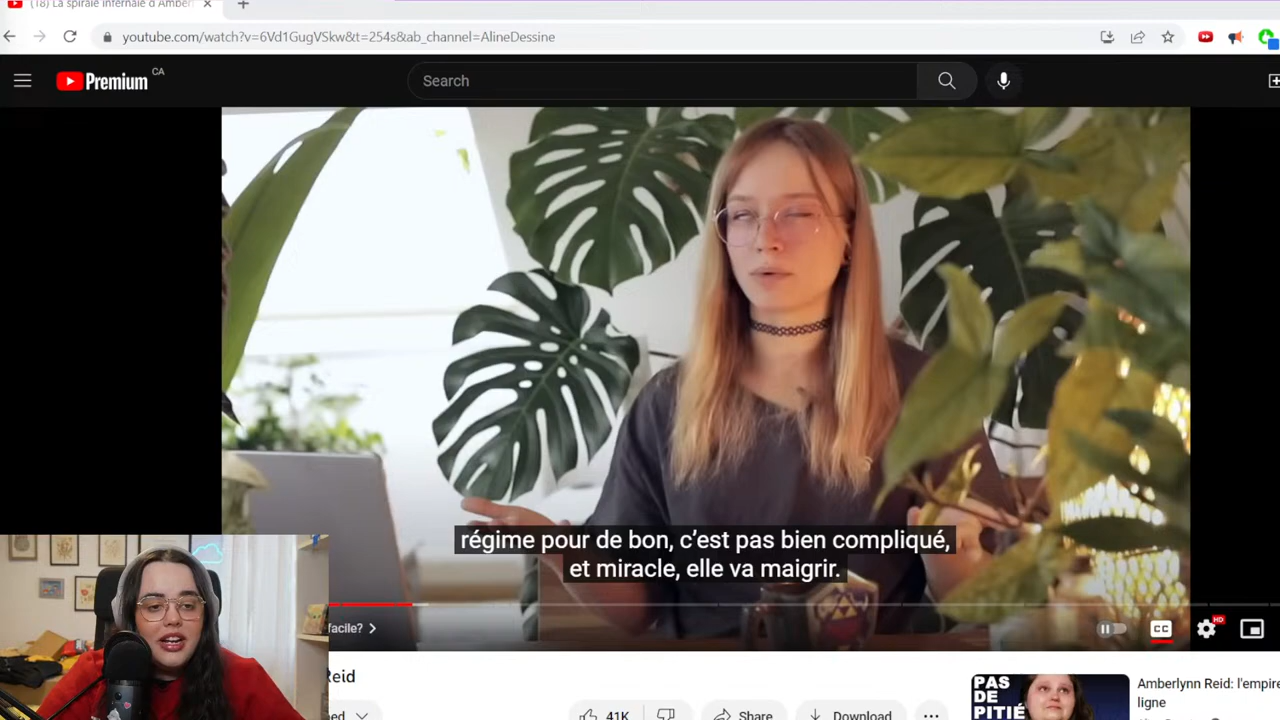 (18) La spirale infernale d'Amber
youtube.com/watch?v=6Vd1GugVSkw&t=254s&ab_channel=AlineDessine
Premium CA
Search
régime pour de bon, c'est pas bien compliqué,
et miracle, elle va maigrir.
facile?
CC
HD
Reid
41K
Share
Download
PAS
DE
PITIÉ
Amberlynn Reid: l'empire
ligne